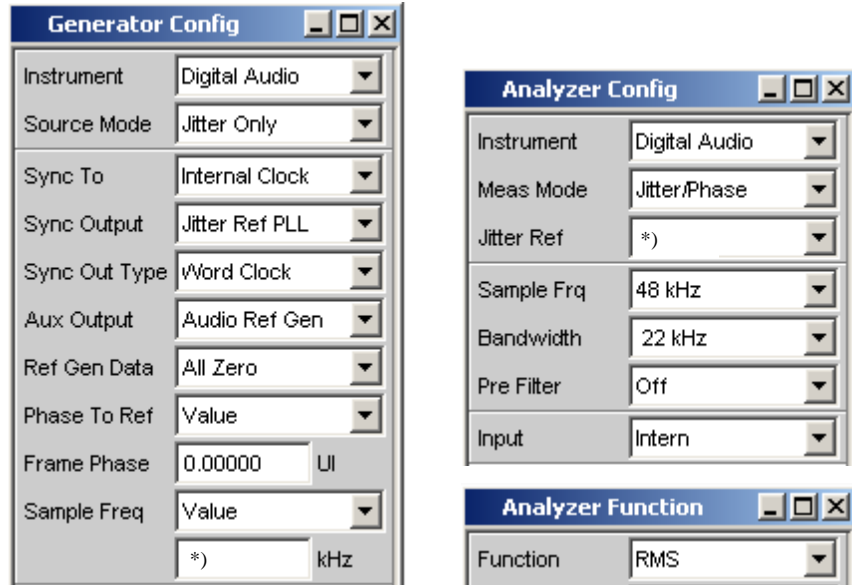 Generator Config
Instrument Digital Audio
Source Mode Jitter Only
Sync To Internal Clock
Sync Output Jitter Ref PLL
Sync Out Type Word Clock
Aux Output Audio Ref Gen
Ref Gen Data All Zero
Phase To Ref Value
Frame Phase 0.00000 UI
Sample Freq Value
*) kHz
Analyzer Config
Instrument Digital Audio
Meas Mode Jitter/Phase
Jitter Ref *)
Sample Frq 48 kHz
Bandwidth 22 kHz
Pre Filter Off
Input Intern
Analyzer Function
Function RMS